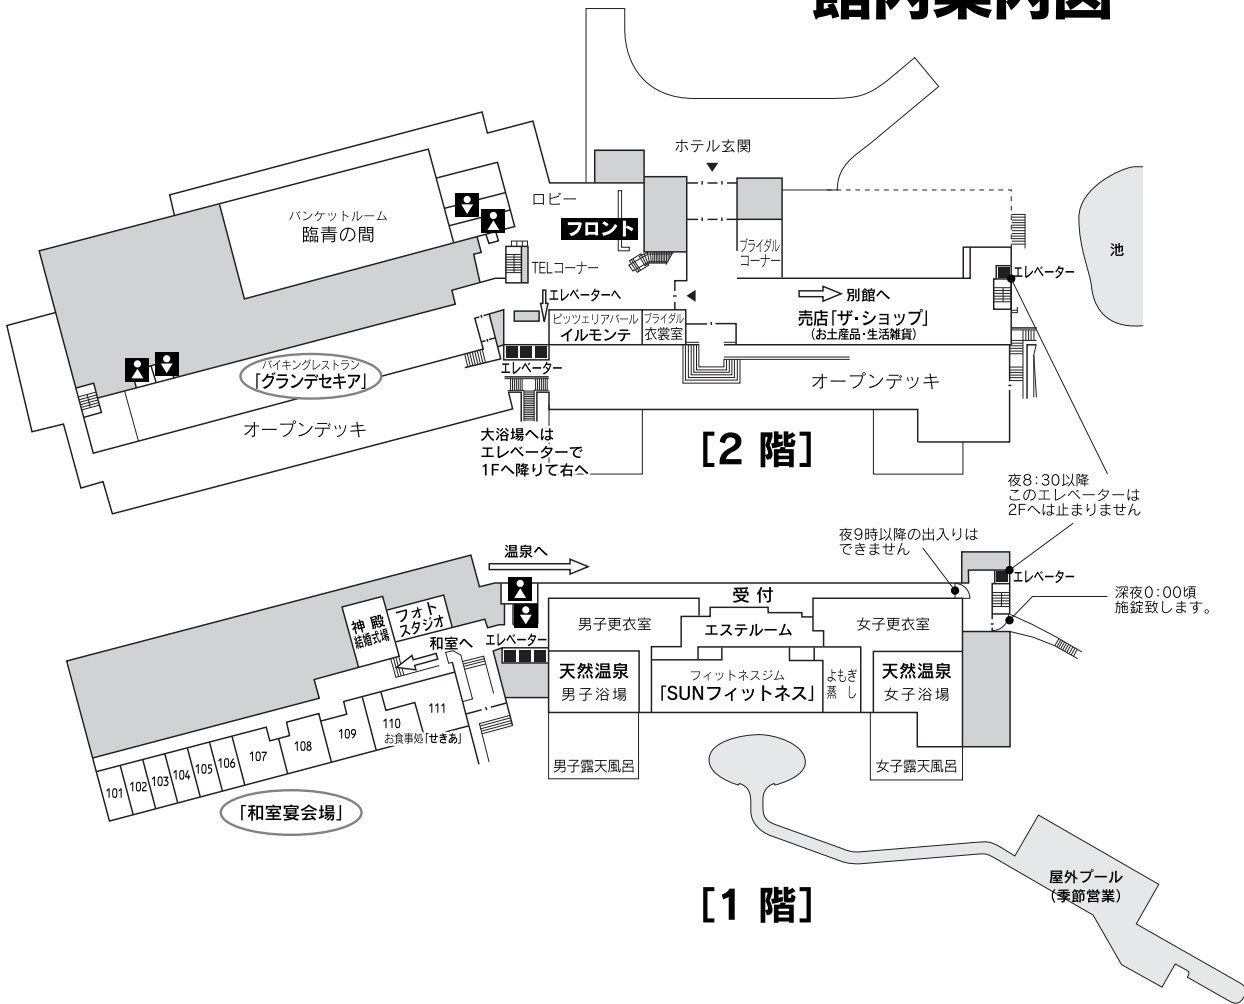 館内案内図
ホテル玄関
ロビー
フロント
バンケットルーム
臨青の間
TELコーナー
ブライダル
コーナー
池
エレベーター
エレベーターへ
別館へ
ピッツェリアバール
イルモンテ
ブライダル
衣裳室
売店「ザ・ショップ」
(お土産品・生活雑貨)
バイキングレストラン
「グランデセキア」
エレベーター
オープンデッキ
オープンデッキ
大浴場へは
エレベーターで
1Fへ降りて右へ
[2 階]
夜8:30以降
このエレベーターは
2Fへは止まりません
夜9時以降の出入りは
できません
温泉へ
エレベーター
深夜0:00頃
施錠致します。
受 付
神 殿
結婚式場
フォト
スタジオ
和室へ
エレベーター
男子更衣室
エステルーム
女子更衣室
天然温泉
男子浴場
フィットネスジム
「SUNフィットネス」
よもぎ
蒸 し
天然温泉
女子浴場
101
102
103
104
105
106
107
108
109
110
111
お食事処「せきあ」
男子露天風呂
女子露天風呂
「和室宴会場」
屋外プール
(季節営業)
[1 階]